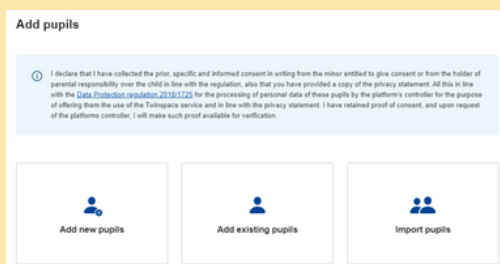 Add pupils
I declare that I have collected the prior, specific and informed consent in writing from the minor entitled to give consent or from the holder of
parental responsibility over the child in line with the regulation, also that you have provided a copy of the privacy statement. All this in line
with the Data Protection regulation 2018/1725 for the processing of personal data of these pupils by the platform's controller for the purpose
of offering them the use of the Twinspace service and in line with the privacy statement. I have retained proof of consent, and upon request
of the platforms controller, I will make such proof available for verification.
Add new pupils
Add existing pupils
Import pupils